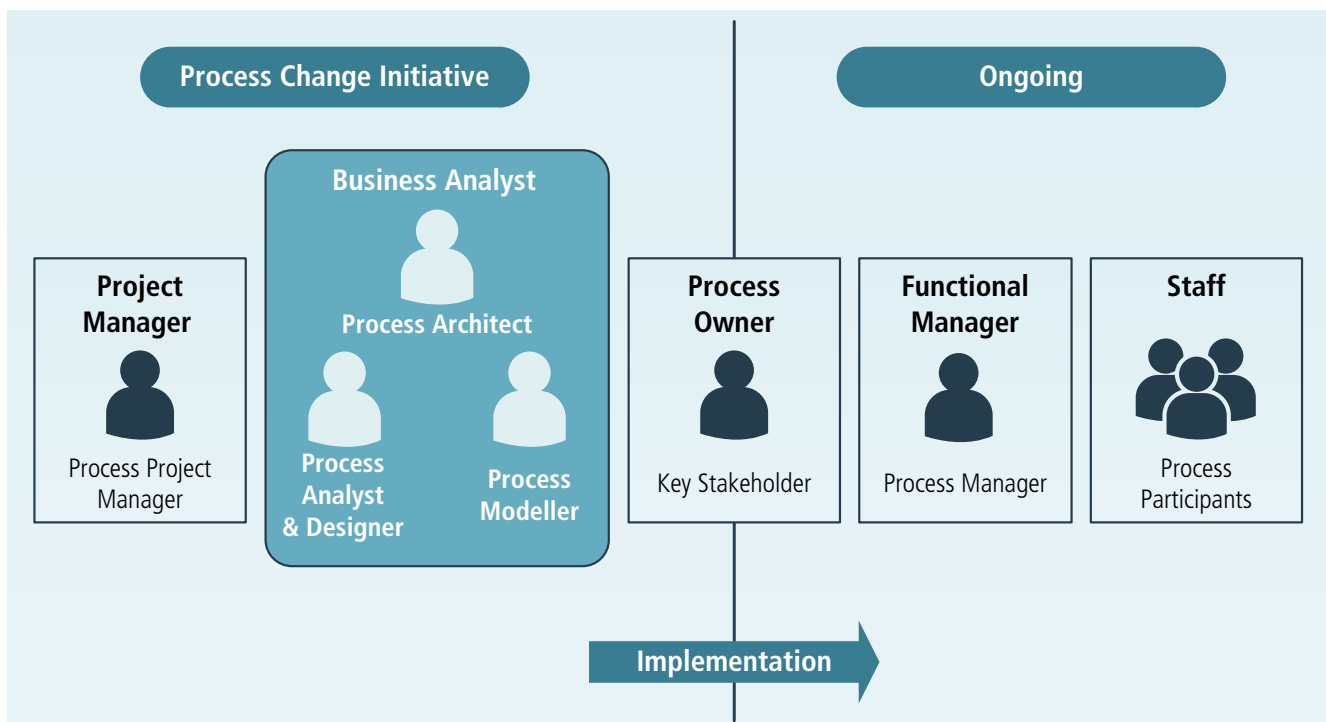 Process Change Initiative
Ongoing
Business Analyst
Process Architect
Process
Analyst
& Designer
Process
Modeller
Project
Manager
Process Project
Manager
Process
Owner
Key Stakeholder
Functional
Manager
Process Manager
Staff
Process
Participants
Implementation